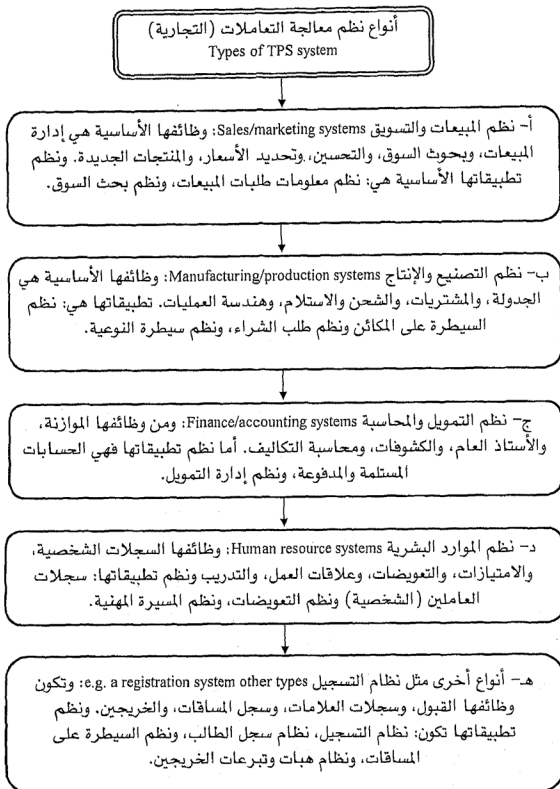 أنواع نظم معالجة التعاملات (التجارية)
Types of TPS system
أ- نظم المبيعات والتسويق Sales/marketing systems: وظائفها الأساسية هي إدارة
المبيعات، وبحوث السوق، والتحسين، وتحديد الأسعار، والمنتجات الجديدة. ونظم
تطبيقاتها الأساسية هي: نظم معلومات طلبات المبيعات، ونظم بحث السوق.
ب- نظم التصنيع والإنتاج Manufacturing/production systems: وظائفها الأساسية هي
الجدولة، والمشتريات، والشحن والاستلام، وهندسة العمليات. تطبيقاتها هي: نظم
السيطرة على المكائن ونظم طلب الشراء، ونظم سيطرة النوعية.
ج- نظم التمويل والمحاسبة Finance/accounting systems: ومن وظائفها الموازنة،
والأستاذ العام، والكشوفات، ومحاسبة التكاليف. أما نظم تطبيقاتها فهي الحسابات
المستلمة والمدفوعة، ونظم إدارة التمويل.
د- نظم الموارد البشرية Human resource systems: وظائفها السجلات الشخصية،
والامتيازات، والتعويضات، وعلاقات العمل، والتدريب ونظم تطبيقاتها: سجلات
العاملين (الشخصية) ونظم التعويضات، ونظم المسيرة المهنية.
هـ- أنواع أخرى مثل نظام التسجيل e.g. a registration system other types: وتكون
وظائفها القبول، وسجلات العلامات، وسجل المساقات، والخريجين. ونظم
تطبيقاتها تكون: نظام التسجيل، نظام سجل الطالب، ونظم السيطرة على
المساقات، ونظام هبات وتبرعات الخريجين.